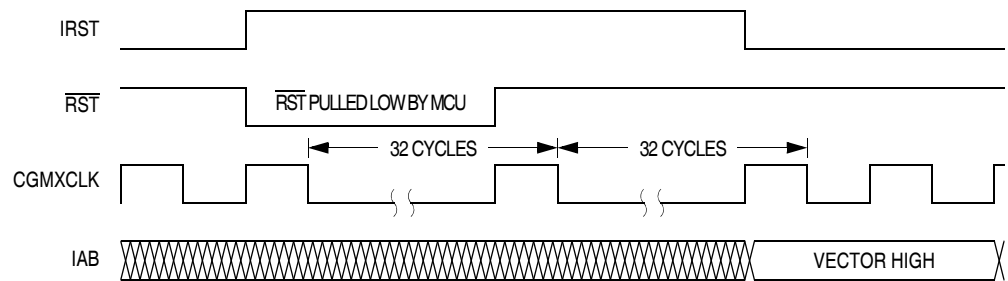 IRST
RST
RST PULLED LOW BY MCU
32 CYCLES
32 CYCLES
CGMXCLK
IAB
VECTOR HIGH